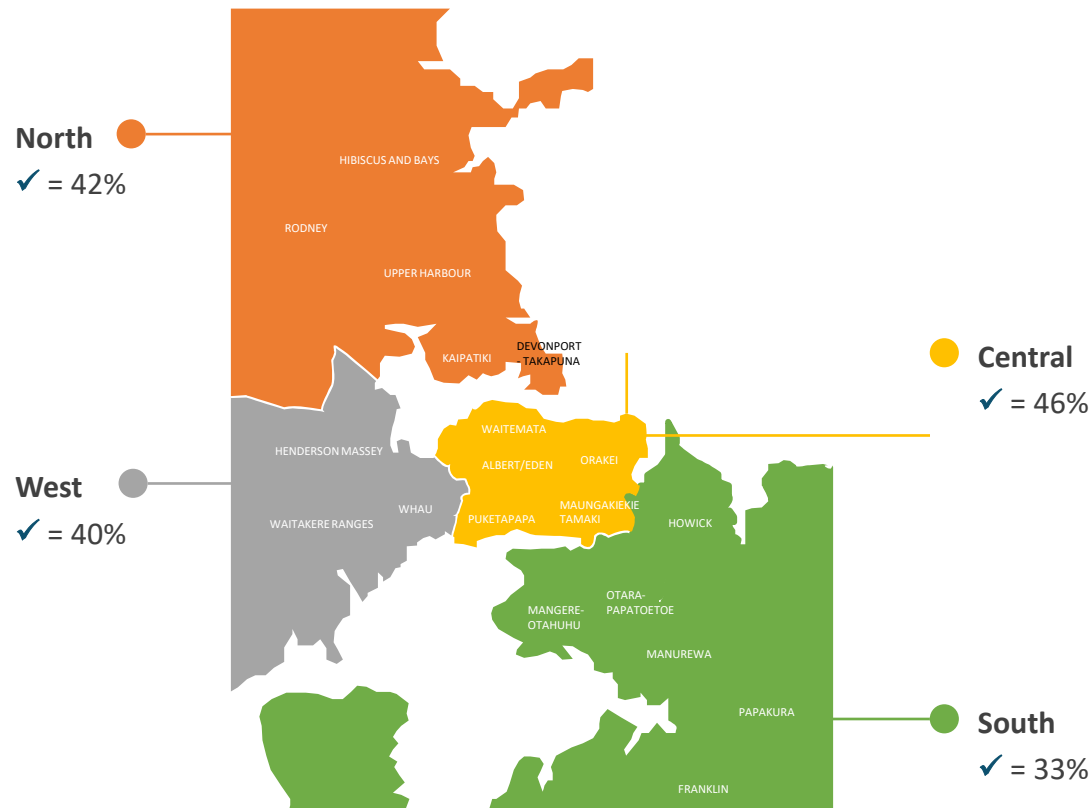 North
✓ = 42%
HIBISCUS AND BAYS
RODNEY
UPPER HARBOUR
KAIPATIKI
DEVONPORT
- TAKAPUNA
Central
✓ = 46%
WAITEMATA
HENDERSON MASSEY
ALBERT/EDEN
ORAKEI
West
✓ = 40%
WHAU
WAITAKERE RANGES
PUKETAPAPA
MAUNGAKIEKIE
TAMAKI
HOWICK
OTARA-
PAPATOETOE
MANGERE-
OTAHUHU
MANUREWA
PAPAKURA
South
✓ = 33%
FRANKLIN